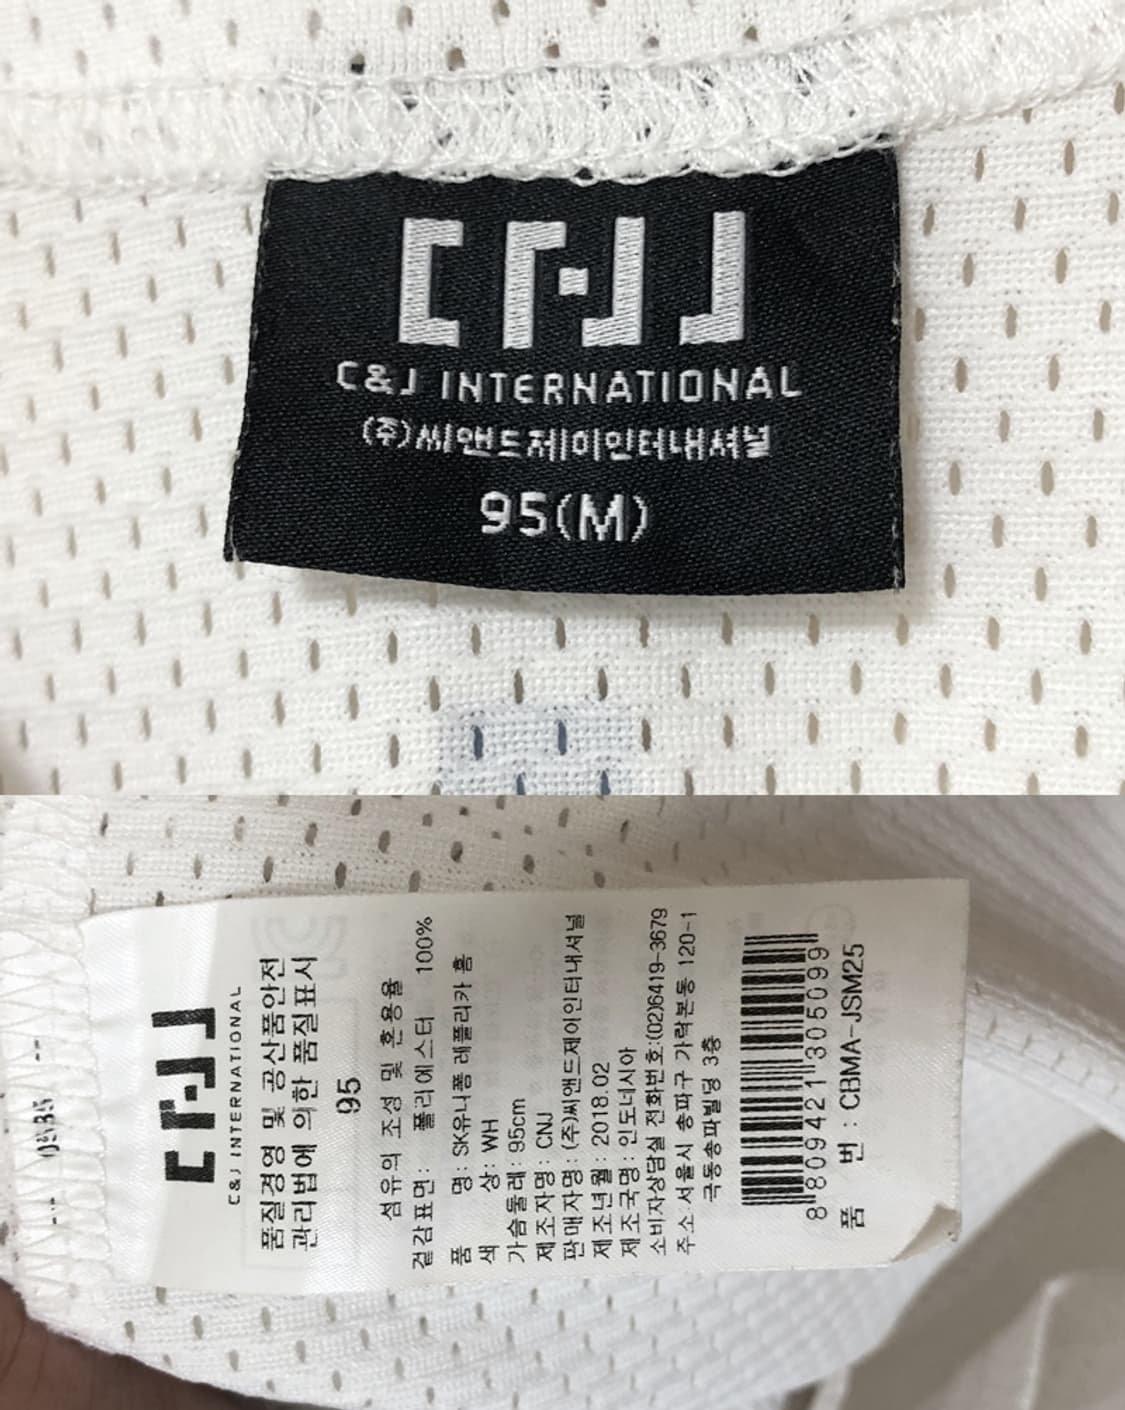 C&J
C&J INTERNATIONAL
(주)씨앤드제이인터내셔널
95(M)
C&J
C&J INTERNATIONAL
품질경영 및 공산품안전
관리법에 의한 품질표시
95
섬유의 조성 및 혼용율
겉감표면: 폴리에스터 100%
품 명: SK유니폼 레플리카 홈
색 상: WH
가슴둘레: 95cm
제조자명: CNJ
판매자명: (주)씨앤드제이인터내셔널
제조년월: 2018.02
제조국명: 인도네시아
소비자상담실 전화번호:(02)6419-3679
주소:서울시 송파구 가락본동 120-1
극동송파빌딩 3층
8 809421 305099
품 번 : CBMA-JSM25